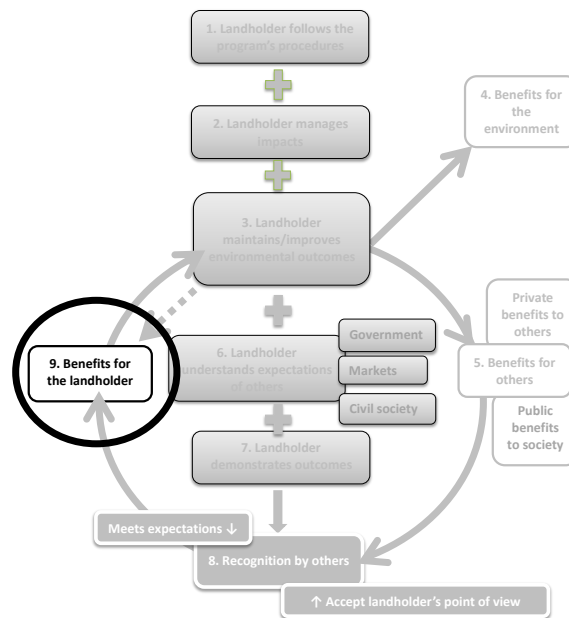 1. Landholder follows the
program's procedures
2. Landholder manages
impacts
4. Benefits for
the
environment
3. Landholder
maintains/improves
environmental outcomes
Private
benefits to
others
Government
6. Landholder
understands expectations
of others
Markets
Civil society
5. Benefits for
others
Public
benefits
to society
9. Benefits for
the landholder
7. Landholder
demonstrates outcomes
Meets expectations ↓
8. Recognition by others
↑ Accept landholder's point of view